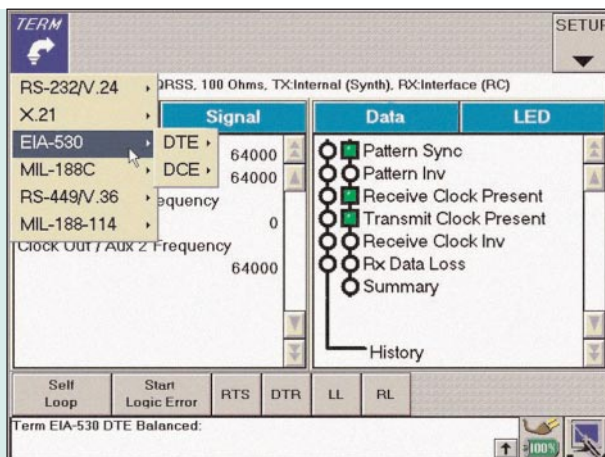 TERM
SETUP
QRSS, 100 Ohms, TX:Internal (Synth), RX:Interface (RC)
RS-232/V.24
X.21
EIA-530
MIL-188C
RS-449/V.36
MIL-188-114
DTE
DCE
Signal
64000
64000
equency
0
Clock Out / Aux 2 Frequency
64000
Data
LED
Pattern Sync
Pattern Inv
Receive Clock Present
Transmit Clock Present
Receive Clock Inv
Rx Data Loss
Summary
History
Self Loop
Start Logic Error
RTS
DTR
LL
RL
Term EIA-530 DTE Balanced:
100%